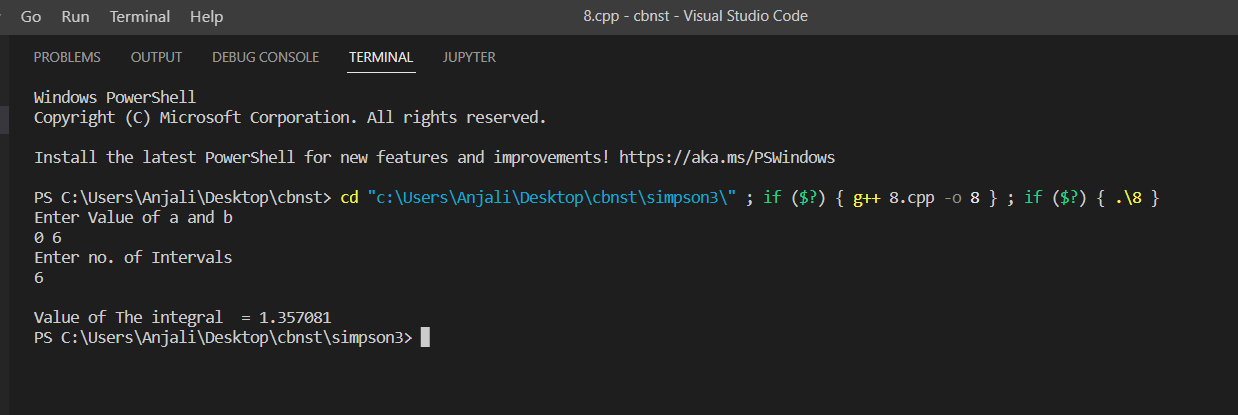 Go Run Terminal Help 8.cpp - cbnst - Visual Studio Code
PROBLEMS OUTPUT DEBUG CONSOLE TERMINAL JUPYTER
Windows PowerShell
Copyright (C) Microsoft Corporation. All rights reserved.
Install the latest PowerShell for new features and improvements! https://aka.ms/PSWindows
PS C:\Users\Anjali\Desktop\cbnst> cd "c:\Users\Anjali\Desktop\cbnst\simpson3\" ; if ($?) { g++ 8.cpp -o 8 } ; if ($?) { .\8 }
Enter Value of a and b
0 6
Enter no. of Intervals
6
Value of The integral  = 1.357081
PS C:\Users\Anjali\Desktop\cbnst\simpson3>